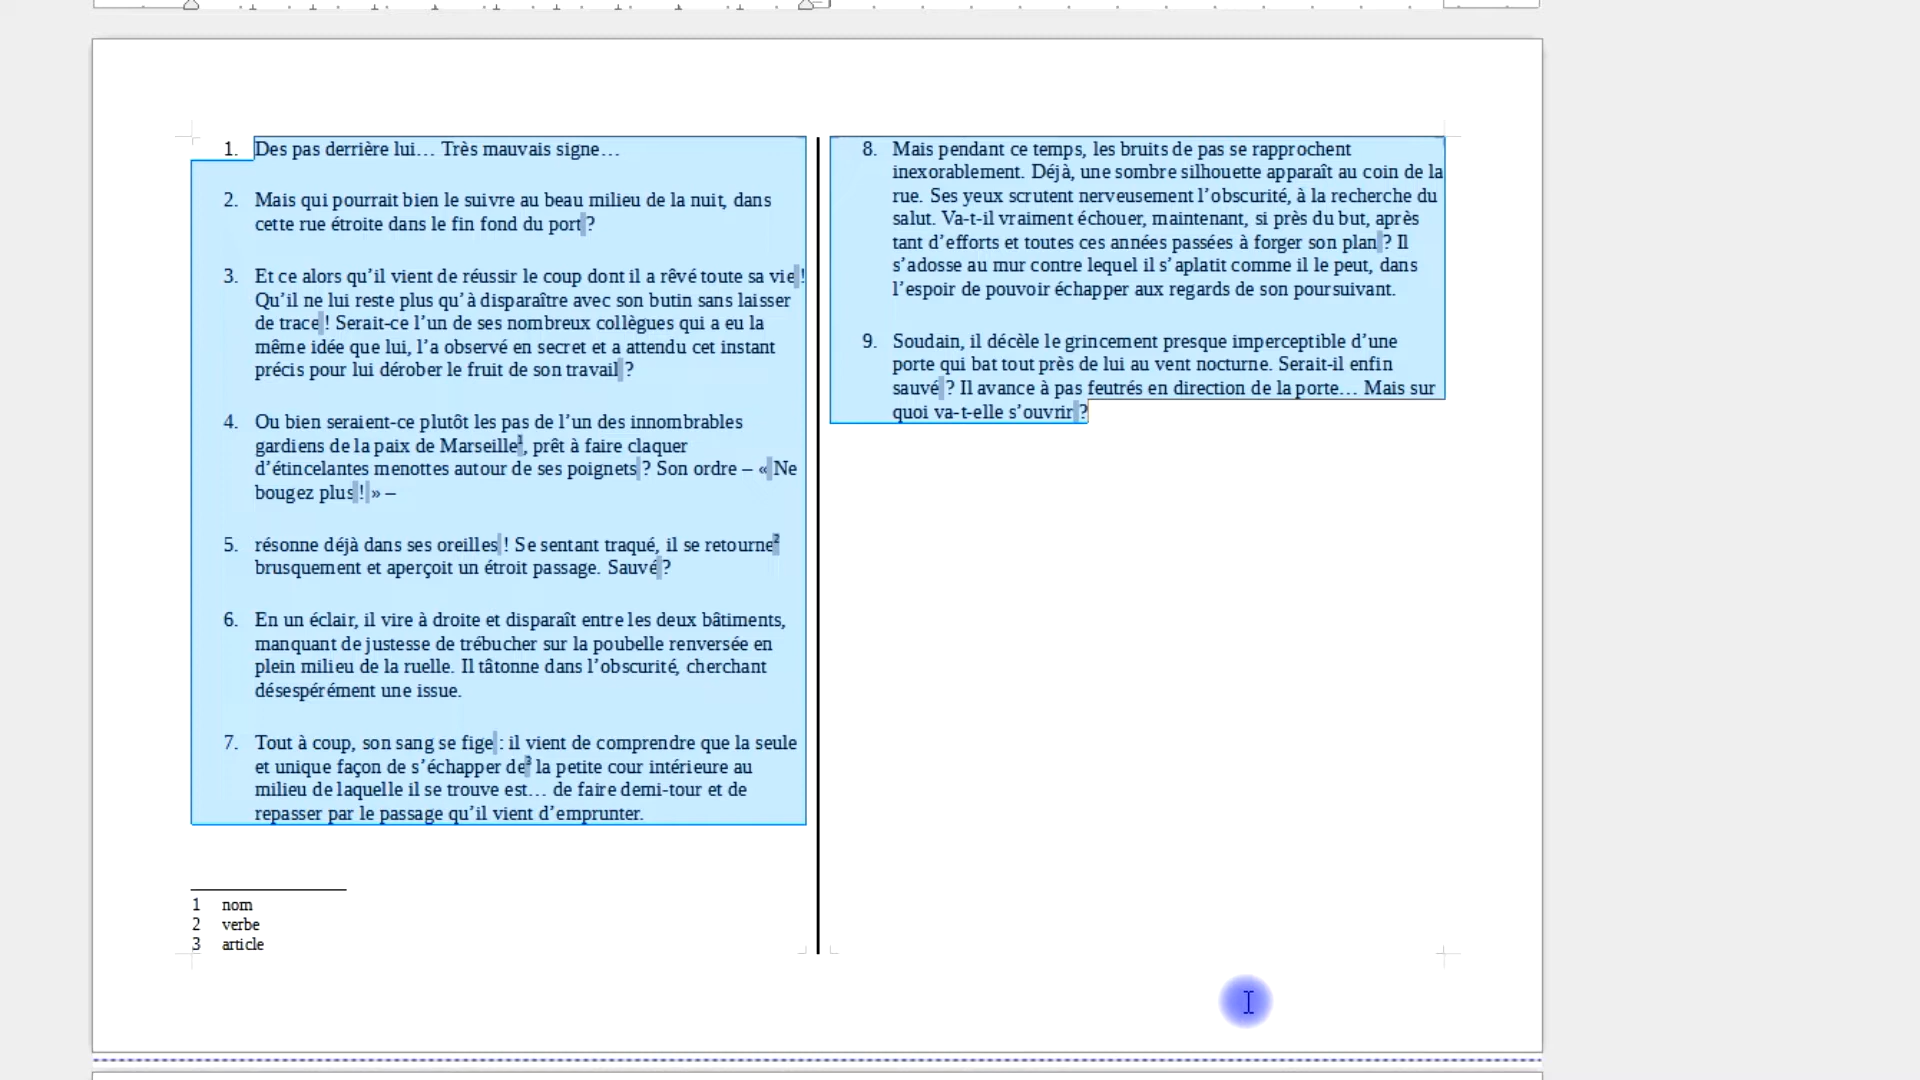 1. Des pas derrière lui… Très mauvais signe…
2. Mais qui pourrait bien le suivre au beau milieu de la nuit, dans
cette rue étroite dans le fin fond du port ?
3. Et ce alors qu’il vient de réussir le coup dont il a rêvé toute sa vie !
Qu’il ne lui reste plus qu’à disparaître avec son butin sans laisser
de trace ! Serait-ce l’un de ses nombreux collègues qui a eu la
même idée que lui, l’a observé en secret et a attendu cet instant
précis pour lui dérober le fruit de son travail ?
4. Ou bien seraient-ce plutôt les pas de l’un des innombrables
gardiens de la paix de Marseille1, prêt à faire claquer
d’étincelantes menottes autour de ses poignets ? Son ordre – « Ne
bougez plus ! » –
5. résonne déjà dans ses oreilles ! Se sentant traqué, il se retourne2
brusquement et aperçoit un étroit passage. Sauvé ?
6. En un éclair, il vire à droite et disparaît entre les deux bâtiments,
manquant de justesse de trébucher sur la poubelle renversée en
plein milieu de la ruelle. Il tâtonne dans l’obscurité, cherchant
désespérément une issue.
7. Tout à coup, son sang se fige : il vient de comprendre que la seule
et unique façon de s’échapper de3 la petite cour intérieure au
milieu de laquelle il se trouve est… de faire demi-tour et de
repasser par le passage qu’il vient d’emprunter.
1 nom
2 verbe
3 article
8. Mais pendant ce temps, les bruits de pas se rapprochent
inexorablement. Déjà, une sombre silhouette apparaît au coin de la
rue. Ses yeux scrutent nerveusement l’obscurité, à la recherche du
salut. Va-t-il vraiment échouer, maintenant, si près du but, après
tant d’efforts et toutes ces années passées à forger son plan ? Il
s’adosse au mur contre lequel il s’aplatit comme il le peut, dans
l’espoir de pouvoir échapper aux regards de son poursuivant.
9. Soudain, il décèle le grincement presque imperceptible d’une
porte qui bat tout près de lui au vent nocturne. Serait-il enfin
sauvé ? Il avance à pas feutrés en direction de la porte… Mais sur
quoi va-t-elle s’ouvrir ?